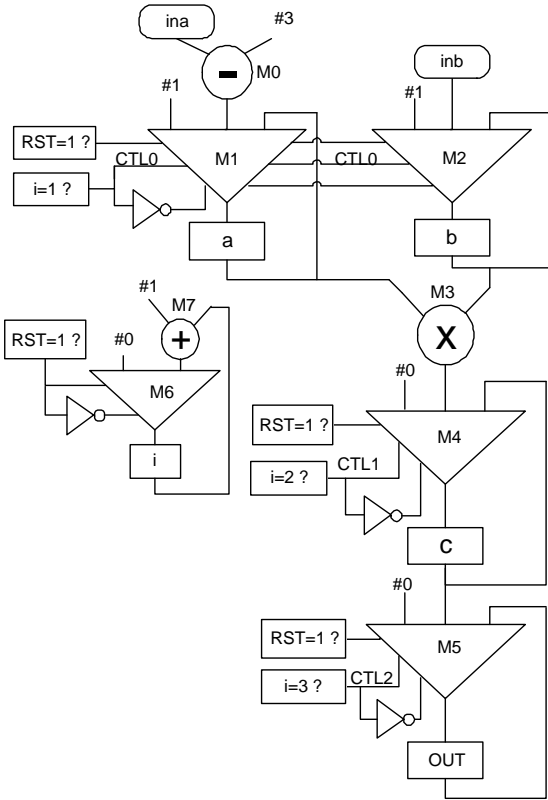 ina
#3
-
M0
inb
#1
#1
RST=1 ?
M1
CTL0
M2
CTL0
i=1 ?
a
b
#1
M7
M3
+
X
RST=1 ?
#0
M6
#0
RST=1 ?
M4
i
CTL1
i=2 ?
c
#0
RST=1 ?
M5
i=3 ?
CTL2
OUT